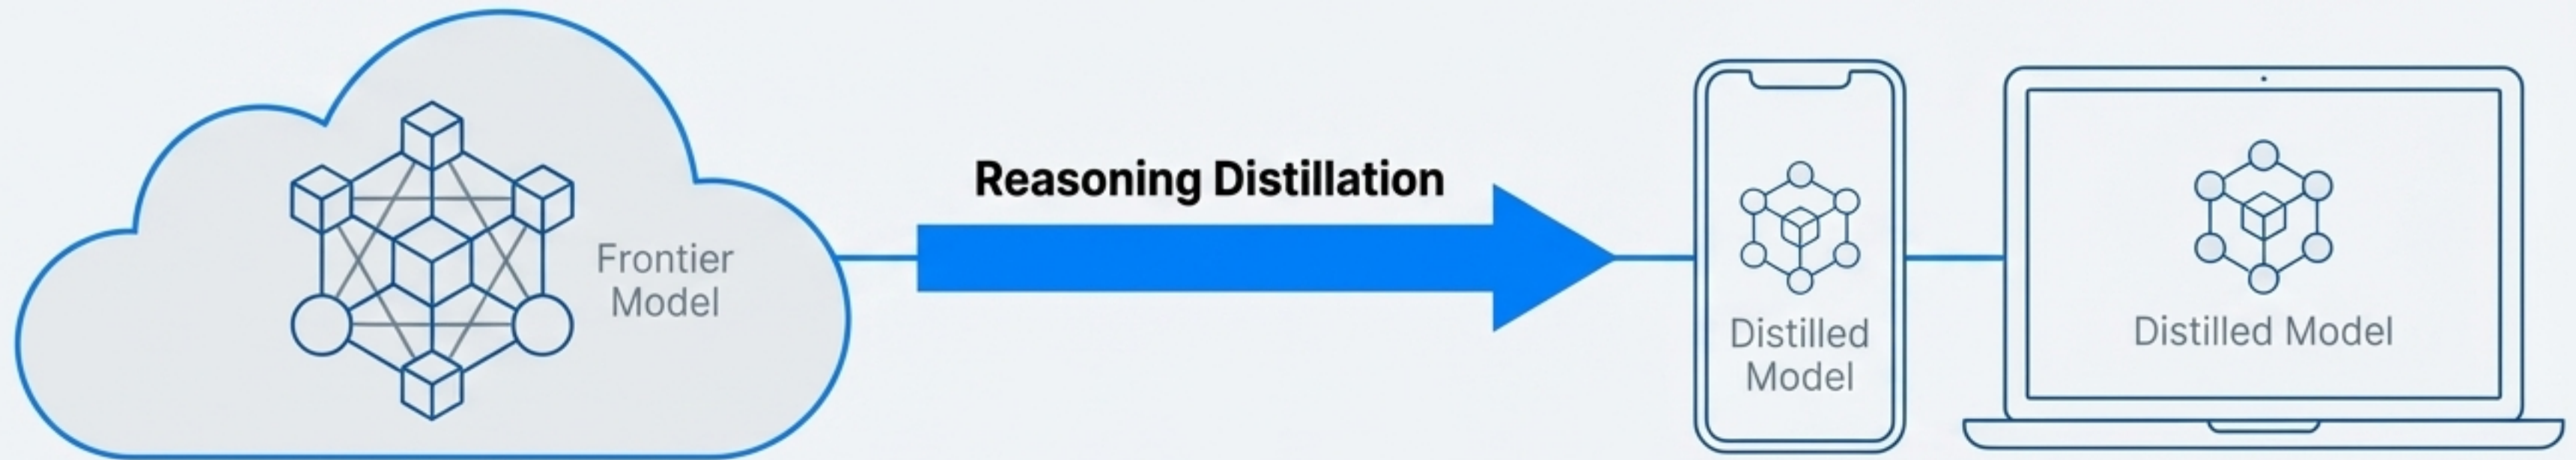 Frontier
Model
Reasoning Distillation
Distilled
Model
Distilled Model